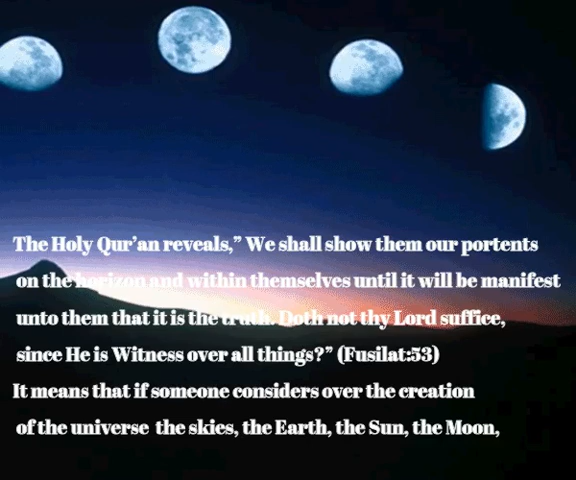 The Holy Qur’an reveals,” We shall show them our portents
on the horizon and within themselves until it will be manifest
unto them that it is the truth. Doth not thy Lord suffice,
since He is Witness over all things?” (Fusilat:53)
It means that if someone considers over the creation
of the universe the skies, the Earth, the Sun, the Moon,